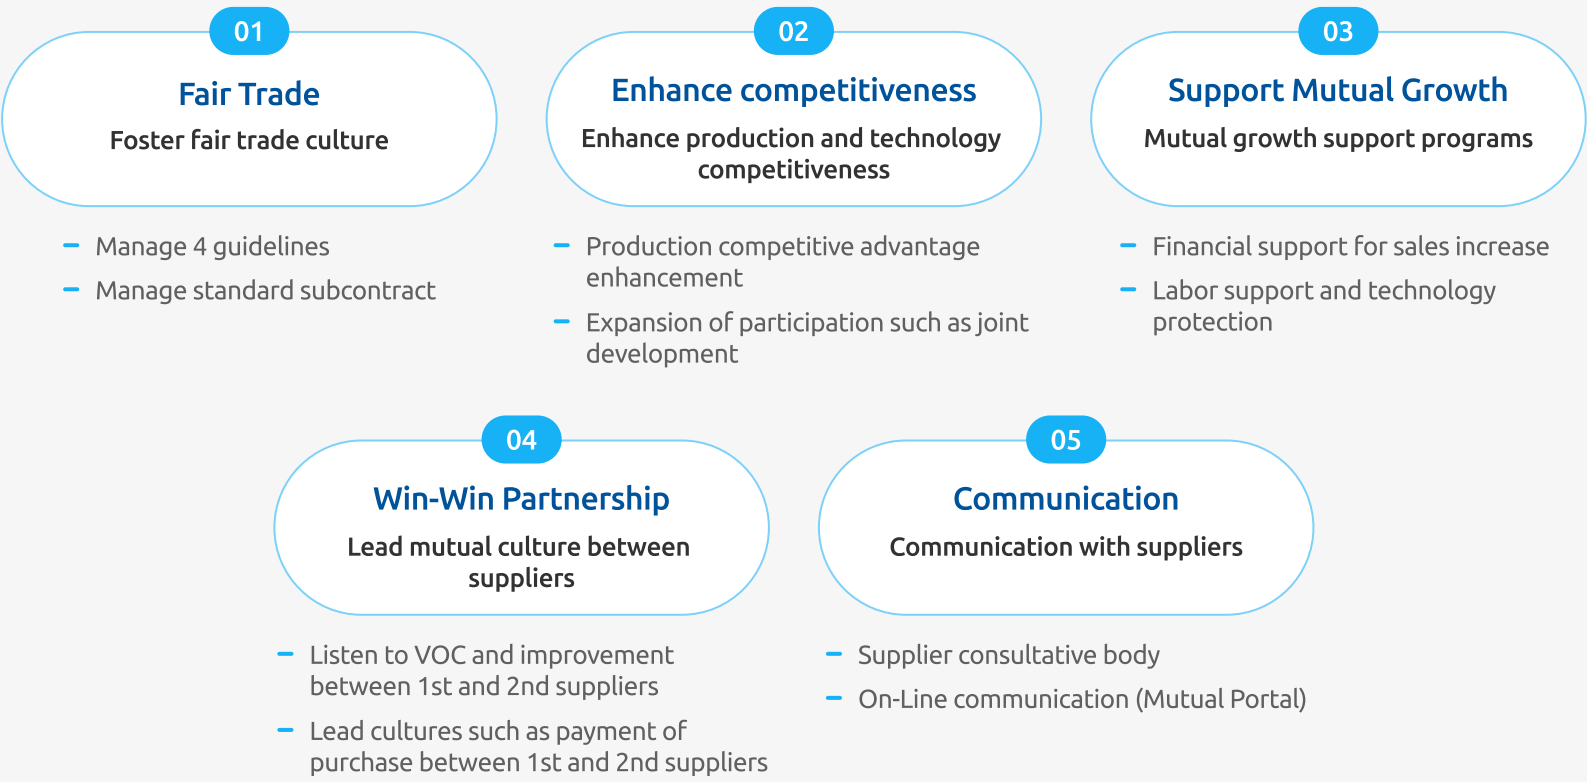 01
Fair Trade
Foster fair trade culture
– Manage 4 guidelines
– Manage standard subcontract
02
Enhance competitiveness
Enhance production and technology
competitiveness
– Production competitive advantage
enhancement
– Expansion of participation such as joint
development
03
Support Mutual Growth
Mutual growth support programs
– Financial support for sales increase
– Labor support and technology
protection
04
Win-Win Partnership
Lead mutual culture between
suppliers
– Listen to VOC and improvement
between 1st and 2nd suppliers
– Lead cultures such as payment of
purchase between 1st and 2nd suppliers
05
Communication
Communication with suppliers
– Supplier consultative body
– On-Line communication (Mutual Portal)